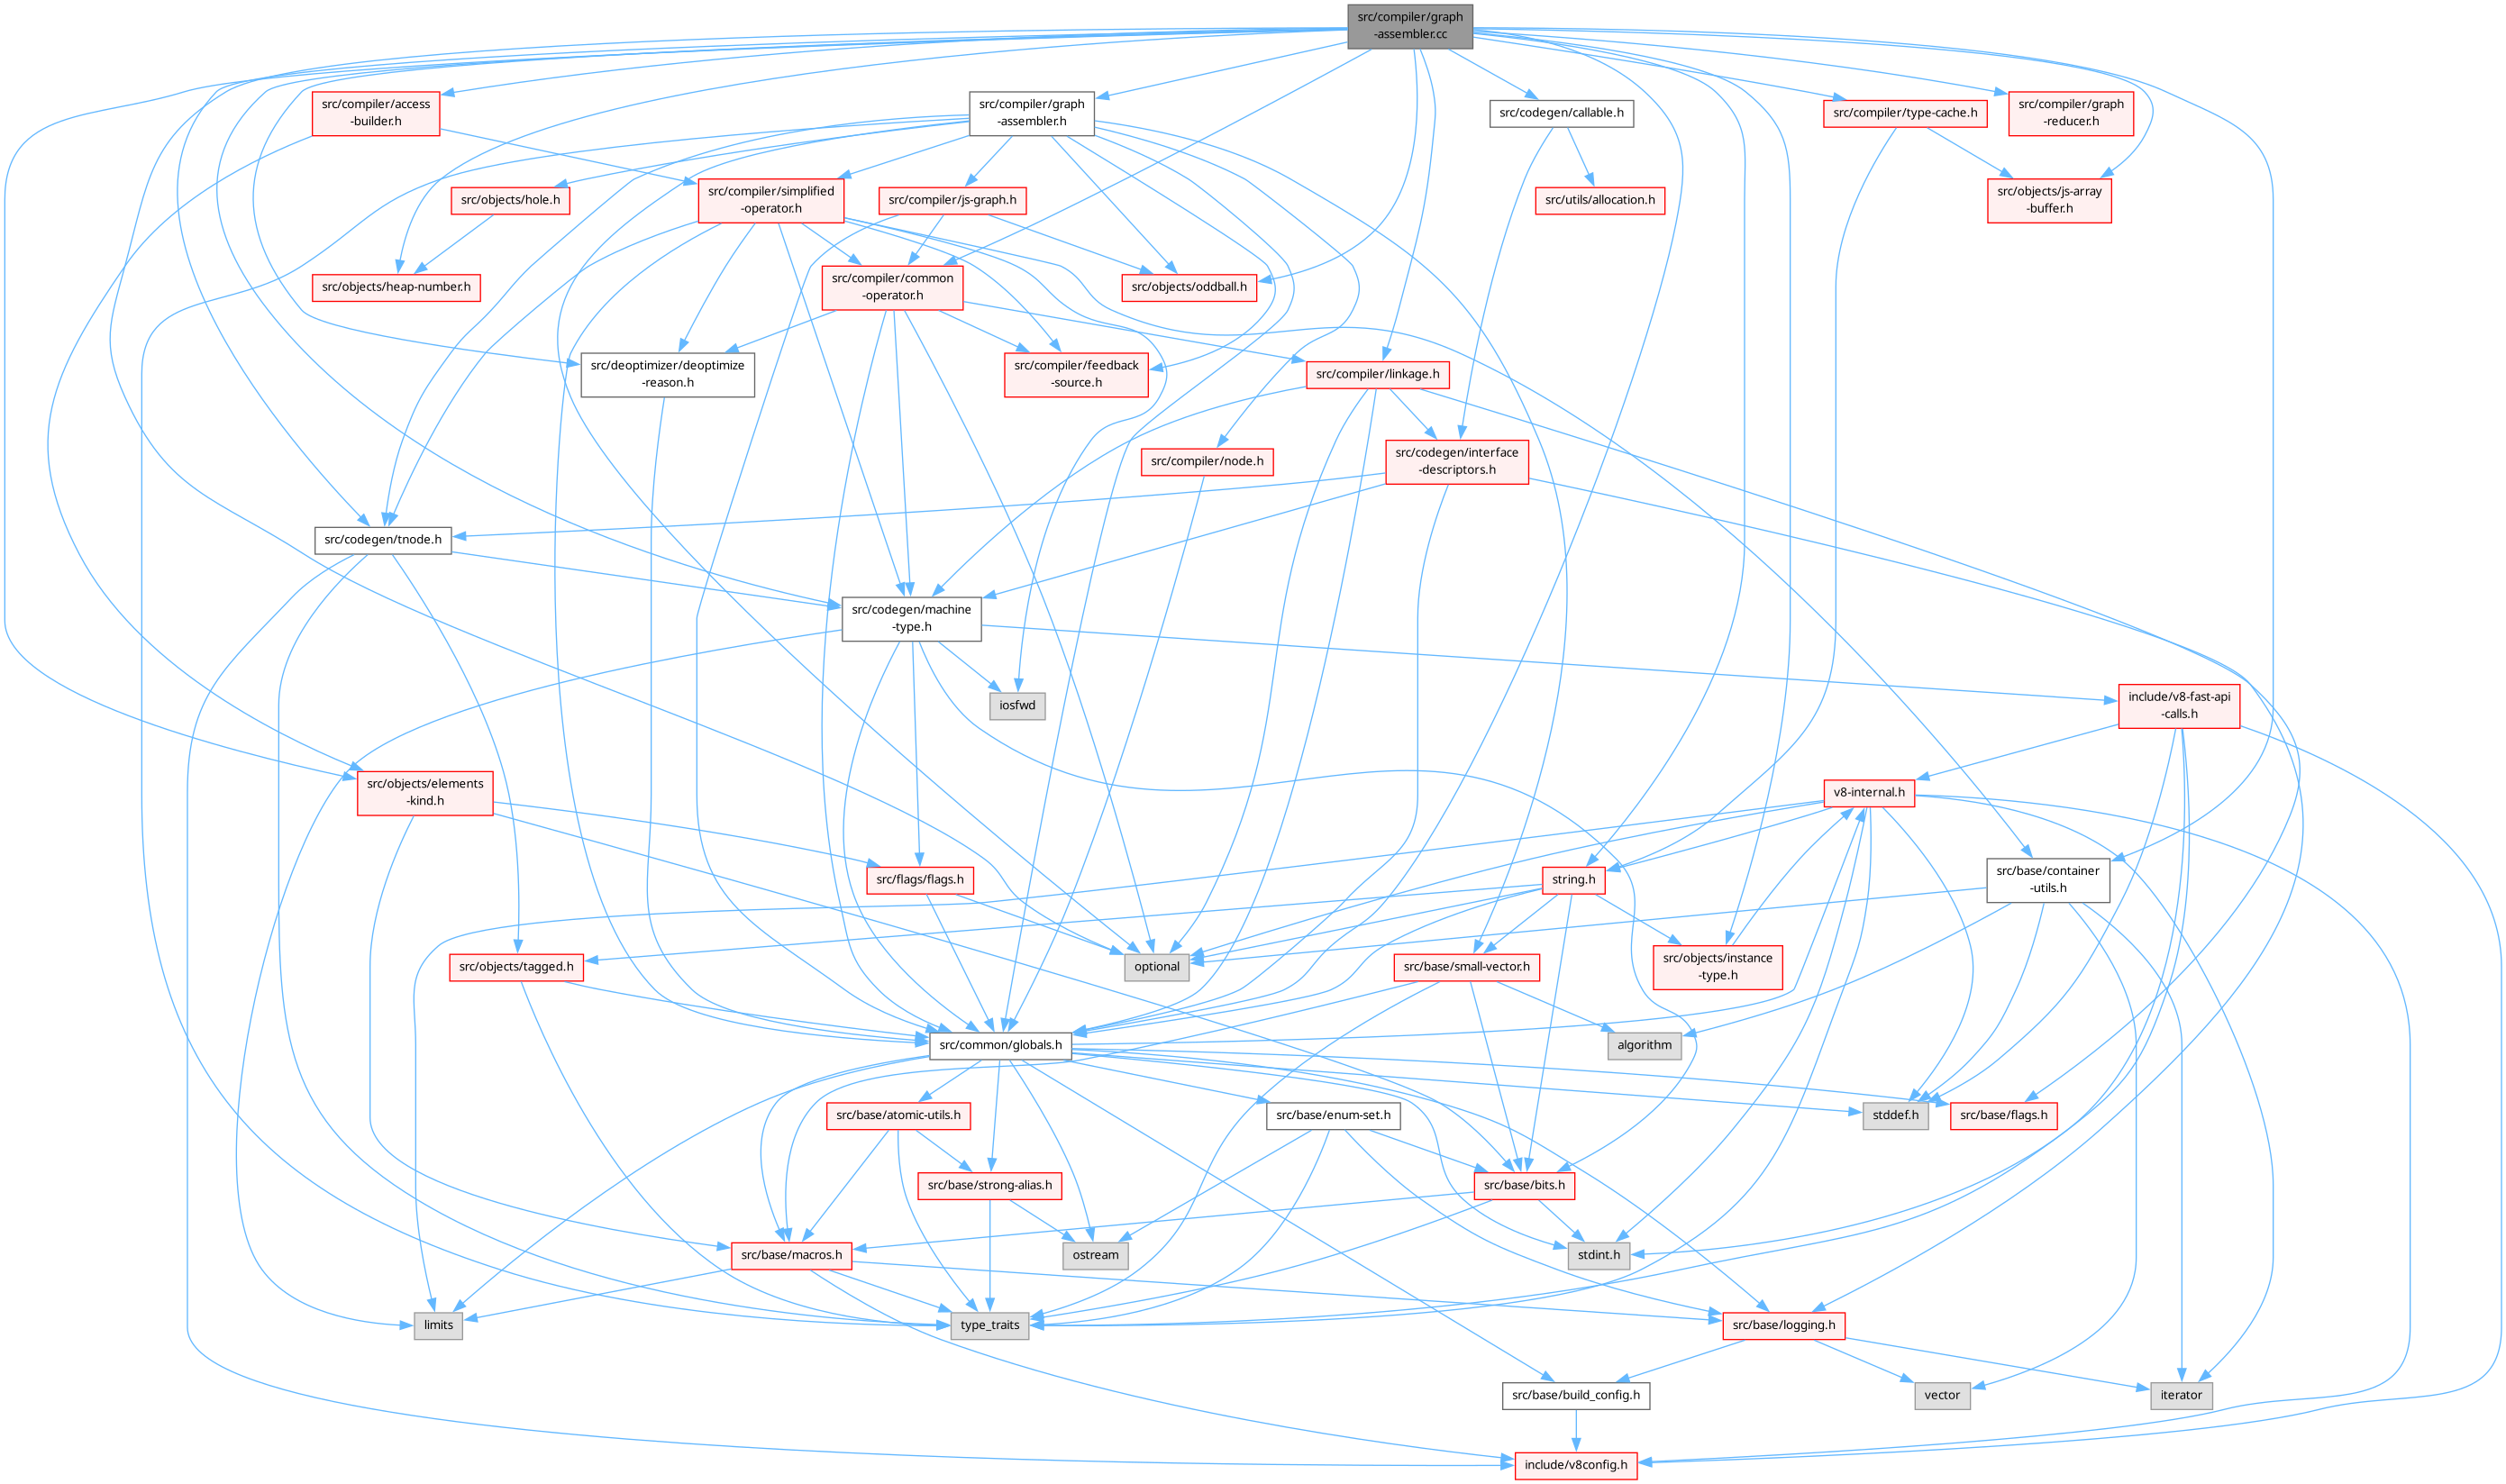 src/compiler/graph
-assembler.cc
src/compiler/access
-builder.h
src/compiler/graph
-assembler.h
src/codegen/callable.h
src/compiler/type-cache.h
src/compiler/graph
-reducer.h
src/objects/hole.h
src/compiler/simplified
-operator.h
src/compiler/js-graph.h
src/utils/allocation.h
src/objects/js-array
-buffer.h
src/objects/heap-number.h
src/compiler/common
-operator.h
src/objects/oddball.h
src/deoptimizer/deoptimize
-reason.h
src/compiler/feedback
-source.h
src/compiler/linkage.h
src/compiler/node.h
src/codegen/interface
-descriptors.h
src/codegen/tnode.h
src/codegen/machine
-type.h
iosfwd
include/v8-fast-api
-calls.h
src/objects/elements
-kind.h
v8-internal.h
src/flags/flags.h
string.h
src/base/container
-utils.h
src/objects/tagged.h
optional
src/base/small-vector.h
src/objects/instance
-type.h
src/common/globals.h
algorithm
src/base/atomic-utils.h
src/base/enum-set.h
stddef.h
src/base/flags.h
src/base/strong-alias.h
src/base/bits.h
src/base/macros.h
ostream
stdint.h
limits
type_traits
src/base/logging.h
src/base/build_config.h
vector
iterator
include/v8config.h